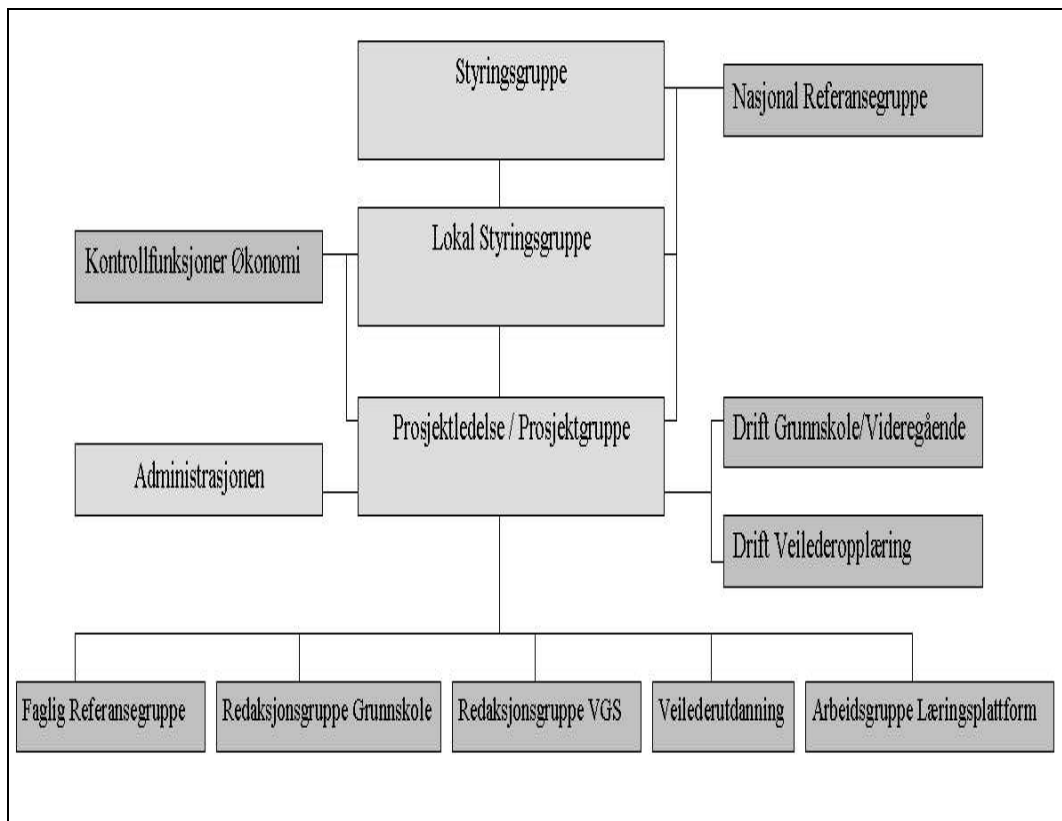 Styringsgruppe
Nasjonal Referansegruppe
Lokal Styringsgruppe
Kontrollfunksjoner Økonomi
Prosjektledelse / Prosjektgruppe
Drift Grunnskole/Videregående
Administrasjonen
Drift Veilederopplæring
Faglig Referansegruppe
Redaksjonsgruppe Grunnskole
Redaksjonsgruppe VGS
Veilederutdanning
Arbeidsgruppe Læringsplattform